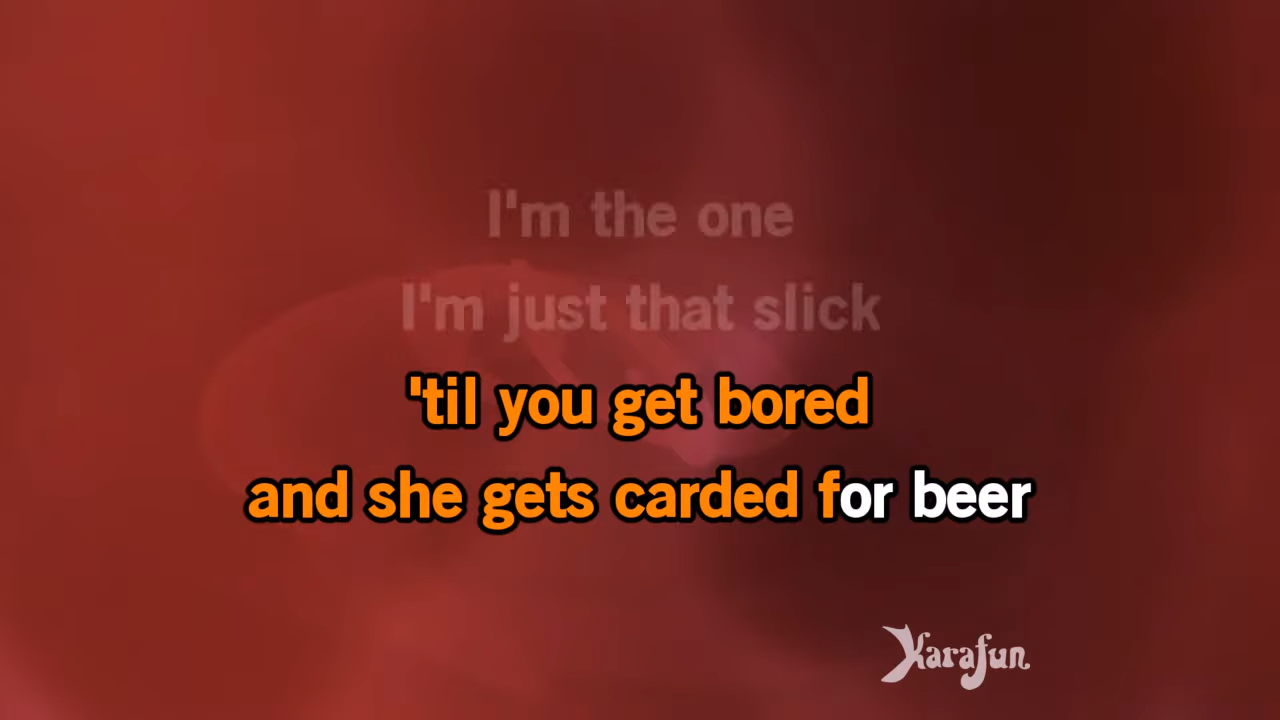 I'm the one
I'm just that slick
'til you get bored
and she gets carded for beer
Karafun